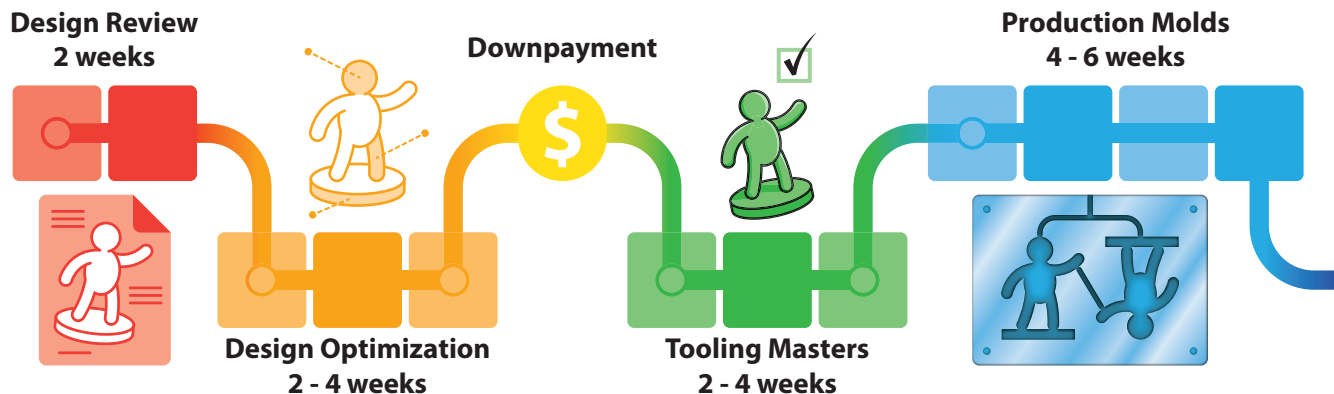 Design Review
2 weeks
Design Optimization
2 - 4 weeks
Downpayment
$
Tooling Masters
2 - 4 weeks
Production Molds
4 - 6 weeks